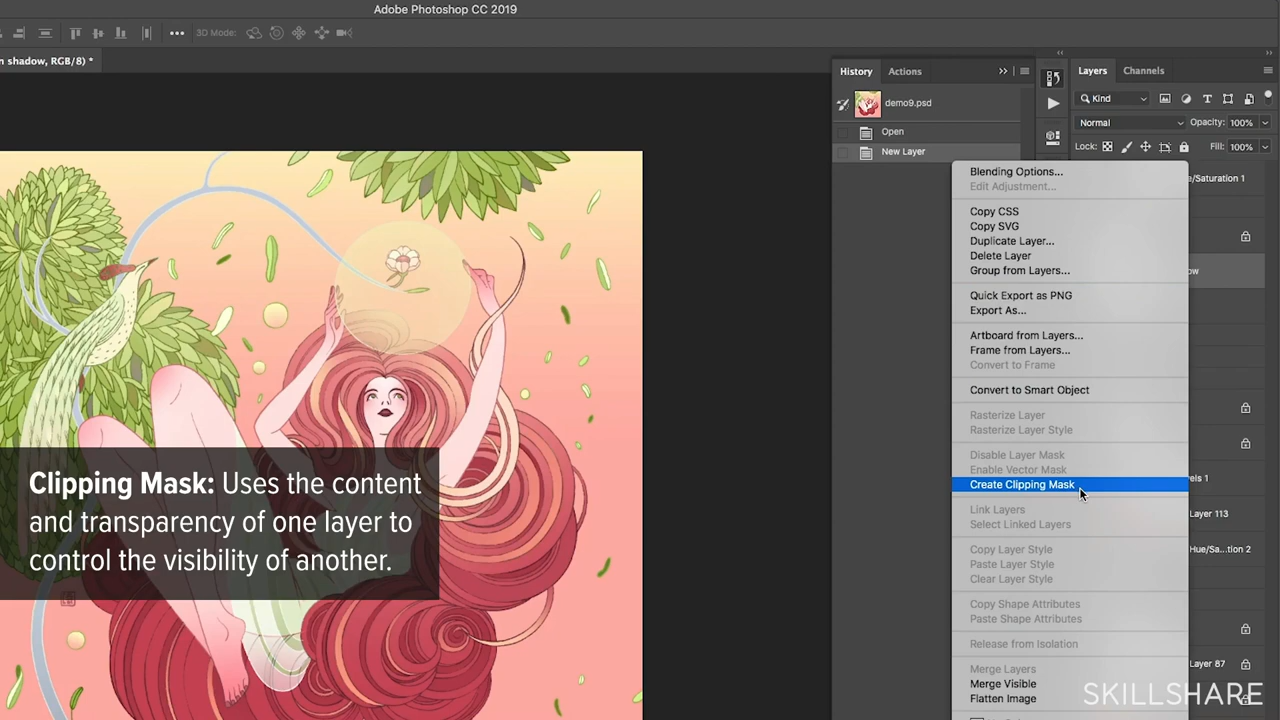 Adobe Photoshop CC 2019
3D Mode:
n shadow, RGB/8) *
History
Actions
demo9.psd
Open
New Layer
Layers
Channels
Kind
Normal
Opacity: 100%
Lock:
Fill: 100%
e/Saturation 1
ow
els 1
Layer 113
Hue/Sa...tion 2
Layer 87
Blending Options...
Edit Adjustment...
Copy CSS
Copy SVG
Duplicate Layer...
Delete Layer
Group from Layers...
Quick Export as PNG
Export As...
Artboard from Layers...
Frame from Layers...
Convert to Frame
Convert to Smart Object
Rasterize Layer
Rasterize Layer Style
Disable Layer Mask
Enable Vector Mask
Create Clipping Mask
Link Layers
Select Linked Layers
Copy Layer Style
Paste Layer Style
Clear Layer Style
Copy Shape Attributes
Paste Shape Attributes
Release from Isolation
Merge Layers
Merge Visible
Flatten Image
Clipping Mask: Uses the content
and transparency of one layer to
control the visibility of another.
SKILLSHARE